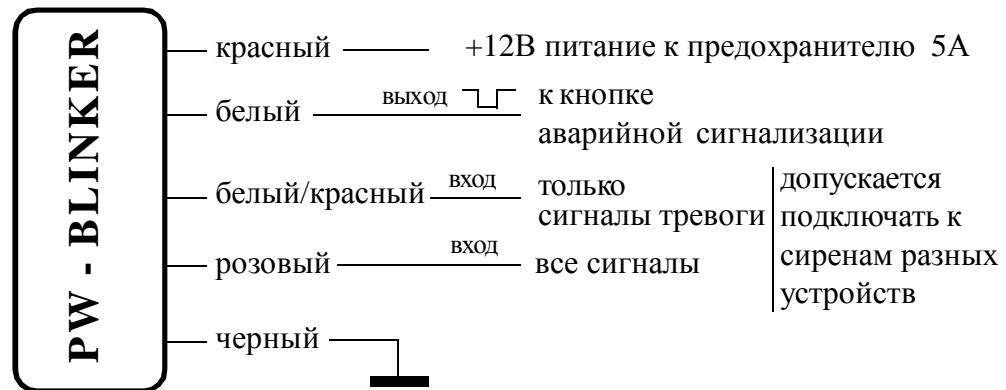 PW - BLINKER
красный +12В питание к предохранителю 5А
белый выход к кнопке
аварийной сигнализации
белый/красный вход только
сигналы тревоги
розовый вход все сигналы
допускается
подключать к
сиренам разных
устройств
черный